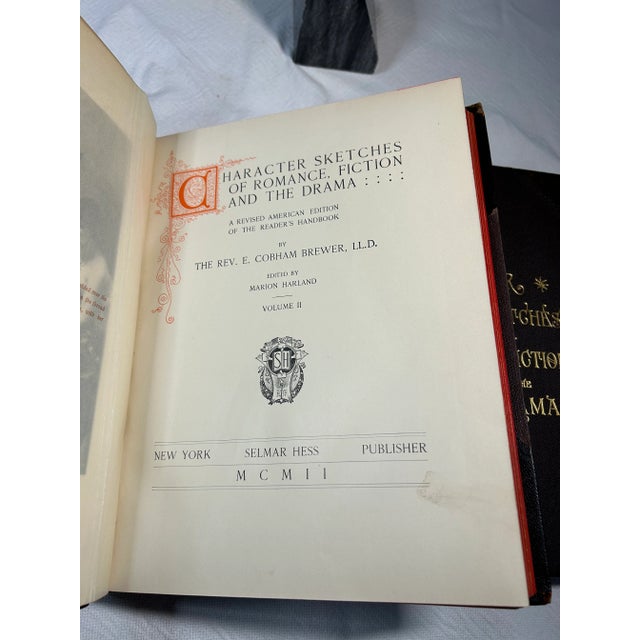 CHARACTER SKETCHES
OF ROMANCE, FICTION
AND THE DRAMA : : : :
A REVISED AMERICAN EDITION
OF THE READER'S HANDBOOK
BY
THE REV. E. COBHAM BREWER, LL.D.
EDITED BY
MARION HARLAND
VOLUME II
SH
NEW YORK SELMAR HESS PUBLISHER
MCMII